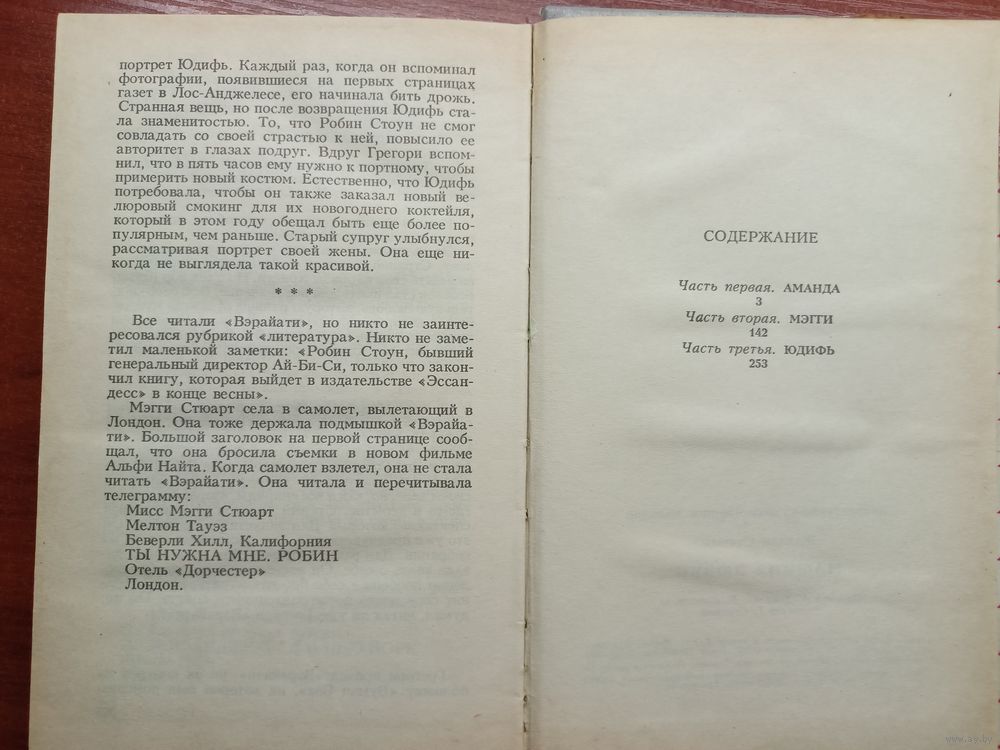 портрет Юдифь. Каждый раз, когда он вспоминал
фотографии, появившиеся на первых страницах
газет в Лос-Анджелесе, его начинала бить дрожь.
Странная вещь, но после возвращения Юдифь ста-
ла знаменитостью. То, что Робин Стоун не смог
совладать со своей страстью к ней, повысило ее
авторитет в глазах подруг. Вдруг Грегори вспом-
нил, что в пять часов ему нужно к портному, чтобы
примерить новый костюм. Естественно, что Юдифь
потребовала, чтобы он также заказал новый ве-
люровый смокинг для их новогоднего коктейля,
который в этом году обещал быть еще более по-
пулярным, чем раньше. Старый супруг улыбнулся,
рассматривая портрет своей жены. Она еще ни-
когда не выглядела такой красивой.
* * *
Все читали «Вэрайати», но никто не заинте-
ресовался рубрикой «литература». Никто не за-
метил маленькой заметки: «Робин Стоун, бывший
генеральный директор Ай-Би-Си, только что закон-
чил книгу, которая выйдет в издательстве «Эссан-
десс» в конце весны».
Мэгги Стюарт села в самолет, вылетающий в
Лондон. Она тоже держала подмышкой «Вэрайа-
ти». Большой заголовок на первой странице сооб-
щал, что она бросила съемки в новом фильме
Альфи Найта. Когда самолет взлетел, она не стала
читать «Вэрайати». Она читала и перечитывала
телеграмму:
Мисс Мэгги Стюарт
Мелтон Тауэз
Беверли Хилл, Калифорния
ТЫ НУЖНА МНЕ. РОБИН
Отель «Дорчестер»
Лондон.
СОДЕРЖАНИЕ
Часть первая. АМАНДА
3
Часть вторая. МЭГГИ
142
Часть третья. ЮДИФЬ
253
www.ay.by